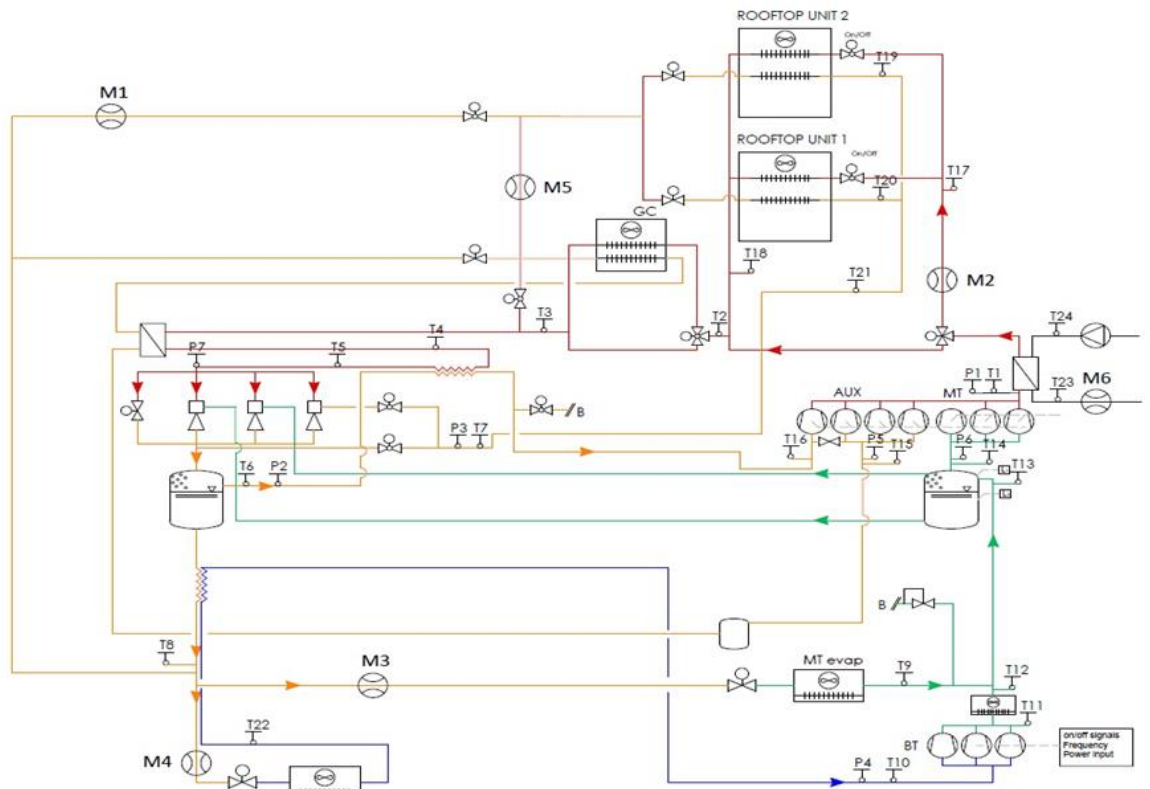 ROOFTOP UNIT 2
On/Off
T19
M1
ROOFTOP UNIT 1
On/Off
T17
M5
T20
GC
T18
T21
M2
T3
T2
T24
T4
P7
T5
P1 T1
M6
T23
AUX
MT
B
P3 T7
T16
P5
T15
P6
T14
T6 P2
T13
B
T8
MT evap
M3
T9
T12
T11
T22
BT
on/off signals
Frequency
Power input
M4
P4 T10